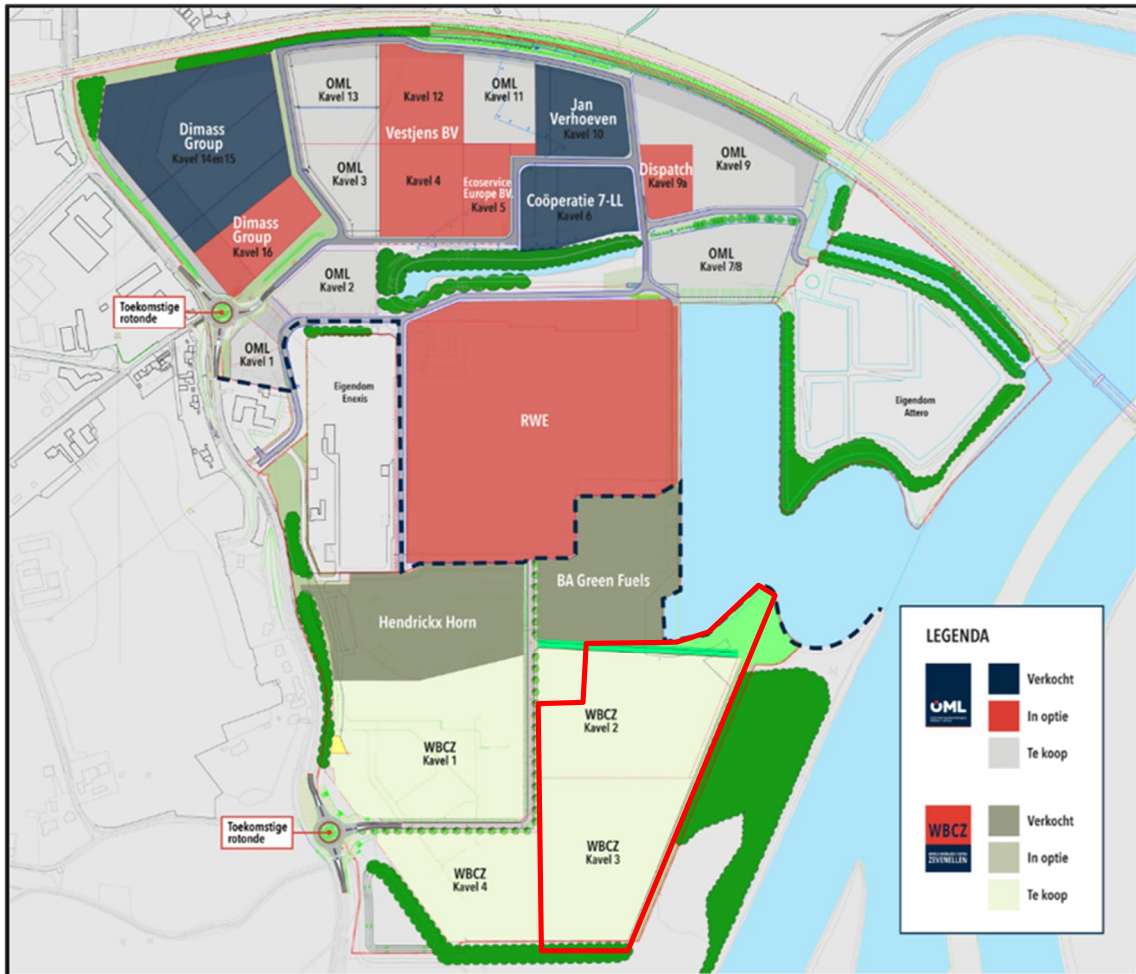 OML
Kavel 13
Kavel 12
OML
Kavel 11
Jan
Verhoeven
Kavel 10
OML
Kavel 9
Dimass
Group
Kavel 14 en 15
Vestjens BV
OML
Kavel 3
Kavel 4
Ecoservice
Europe BV.
Kavel 5
Coöperatie 7-LL
Kavel 6
Dispatch
Kavel 9a
Dimass
Group
Kavel 16
OML
Kavel 2
OML
Kavel 7/8
Toekomstige
rotonde
OML
Kavel 1
Eigendom
Enexis
RWE
Eigendom
Attero
BA Green Fuels
Hendrickx Horn
WBCZ
Kavel 2
WBCZ
Kavel 1
Toekomstige
rotonde
WBCZ
Kavel 3
WBCZ
Kavel 4
LEGENDA
OML
Verkocht
In optie
Te koop
WBCZ
ZEVENELLEN
Verkocht
In optie
Te koop